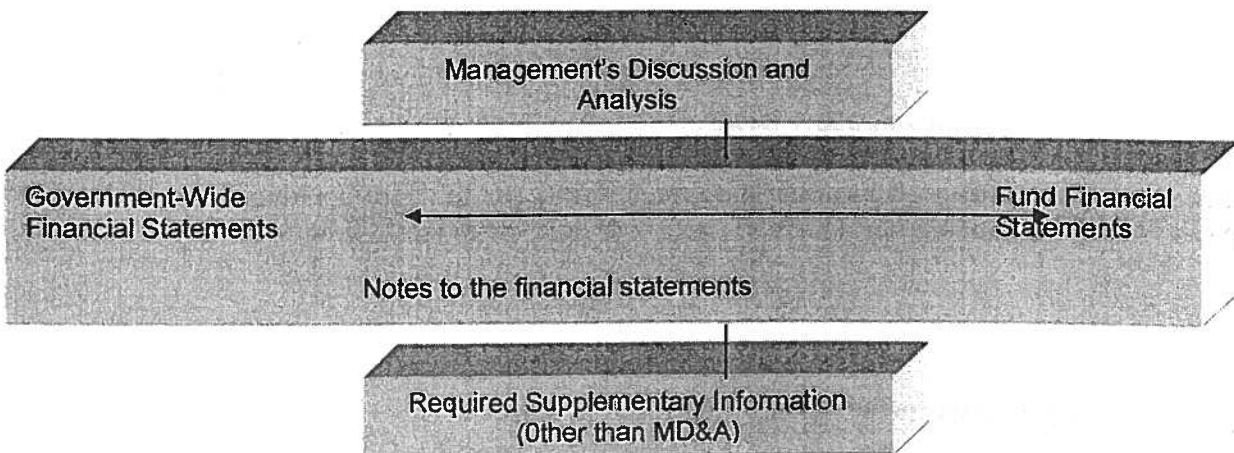 Management's Discussion and
Analysis
Government-Wide
Financial Statements
Fund Financial
Statements
Notes to the financial statements
Required Supplementary Information
(0ther than MD&A)